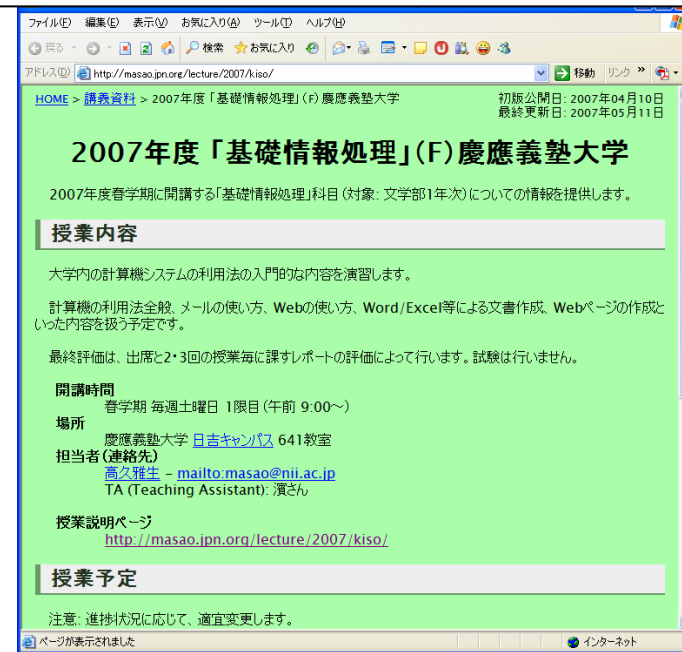 ファイル(F) 編集(E) 表示(V) お気に入り(A) ツール(T) ヘルプ(H)
戻る 検索 お気に入り
アドレス(D) http://masao.jpn.org/lecture/2007/kiso/ 移動 リンク »
HOME > 講義資料 > 2007年度「基礎情報処理」(F) 慶應義塾大学
初版公開日: 2007年04月10日
最終更新日: 2007年05月11日
2007年度「基礎情報処理」(F)慶應義塾大学
2007年度春学期に開講する「基礎情報処理」科目(対象: 文学部1年次)についての情報を提供します。
授業内容
大学内の計算機システムの利用法の入門的な内容を演習します。
計算機の利用法全般、メールの使い方、Webの使い方、Word/Excel等による文書作成、Webページの作成と
いった内容を扱う予定です。
最終評価は、出席と2・3回の授業毎に課すレポートの評価によって行います。試験は行いません。
開講時間
春学期 毎週土曜日 1限目(午前 9:00～)
場所
慶應義塾大学 日吉キャンパス 641教室
担当者(連絡先)
高久雅生 – mailto:masao@nii.ac.jp
TA (Teaching Assistant): 濱さん
授業説明ページ
http://masao.jpn.org/lecture/2007/kiso/
授業予定
注意: 進捗状況に応じて、適宜変更します。
ページが表示されました インターネット